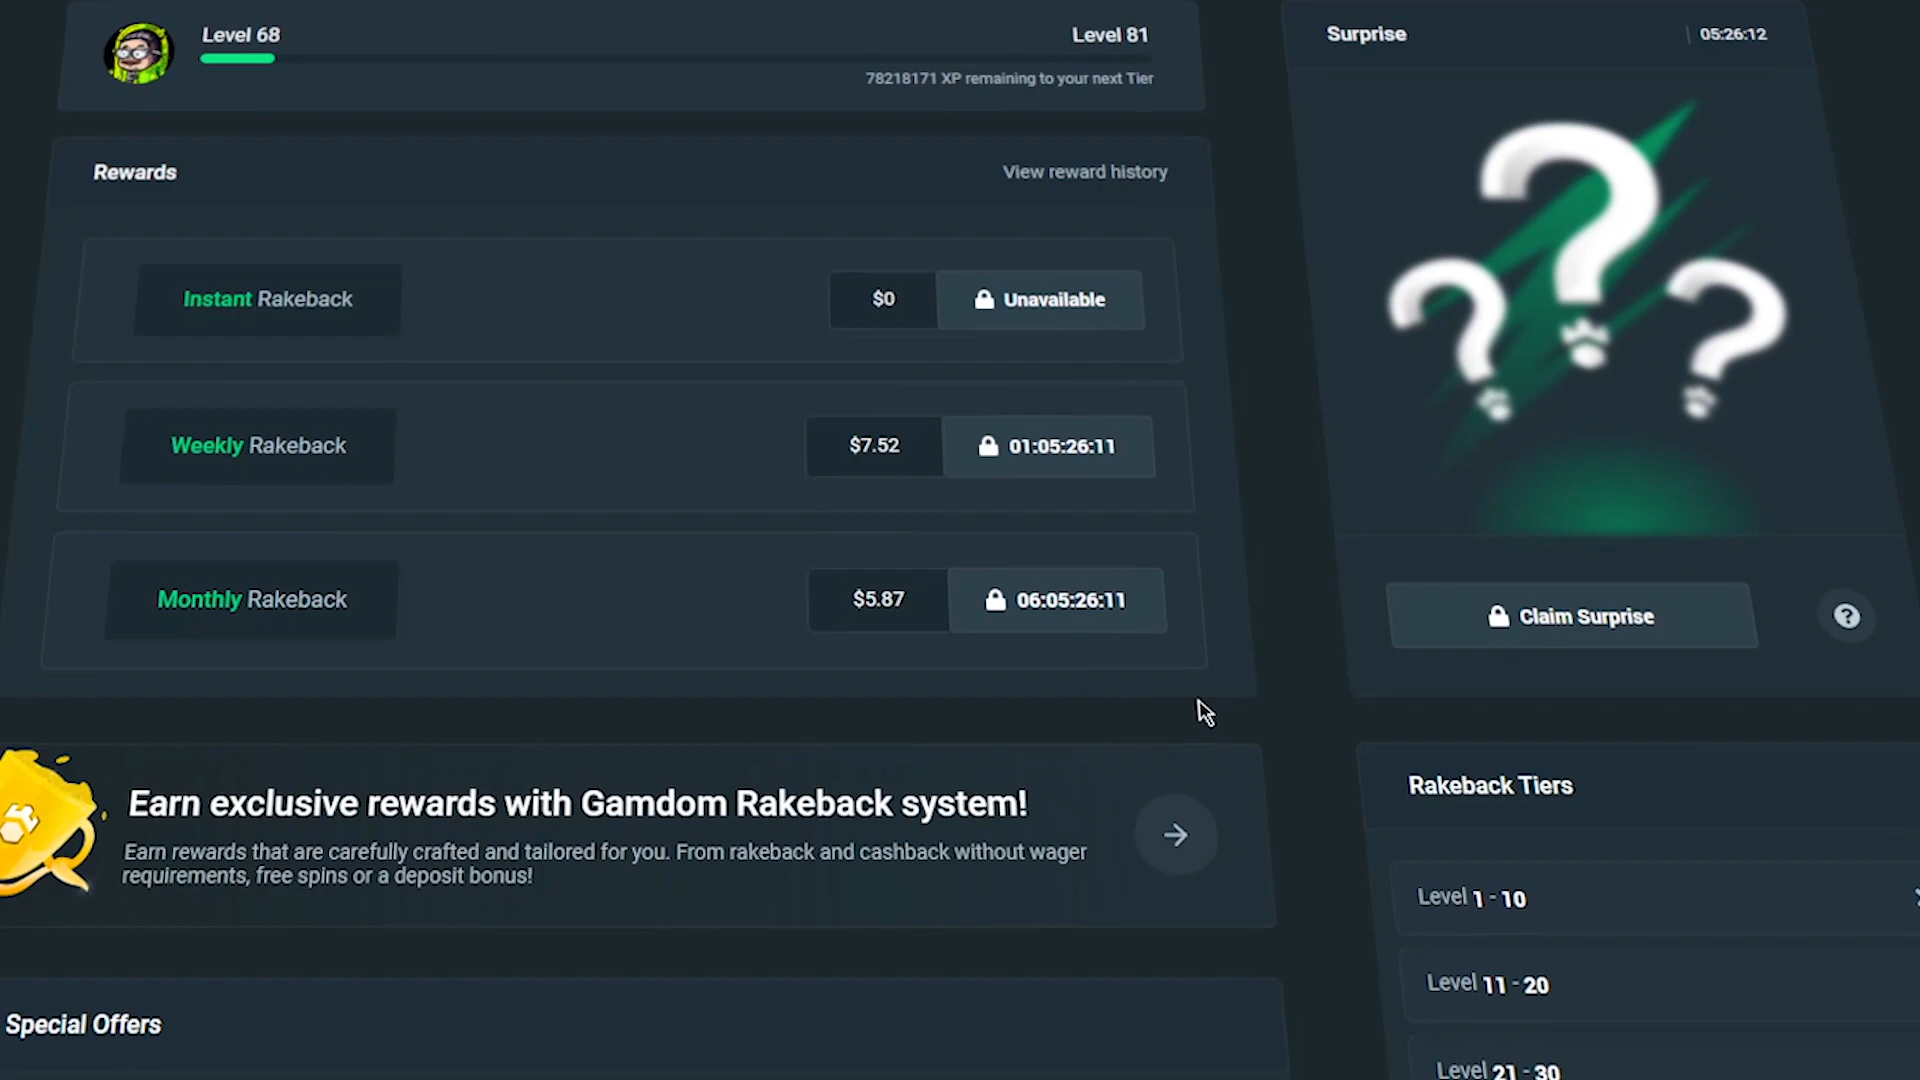 Level 68
Level 81
78218171 XP remaining to your next Tier
Surprise
05:26:12
Rewards
View reward history
Instant Rakeback
$0
Unavailable
Weekly Rakeback
$7.52
01:05:26:11
Monthly Rakeback
$5.87
06:05:26:11
Claim Surprise
?
Earn exclusive rewards with Gamdom Rakeback system!
Earn rewards that are carefully crafted and tailored for you. From rakeback and cashback without wager
requirements, free spins or a deposit bonus!
Rakeback Tiers
Level 1 - 10
Level 11 - 20
Level 21 - 30
Special Offers